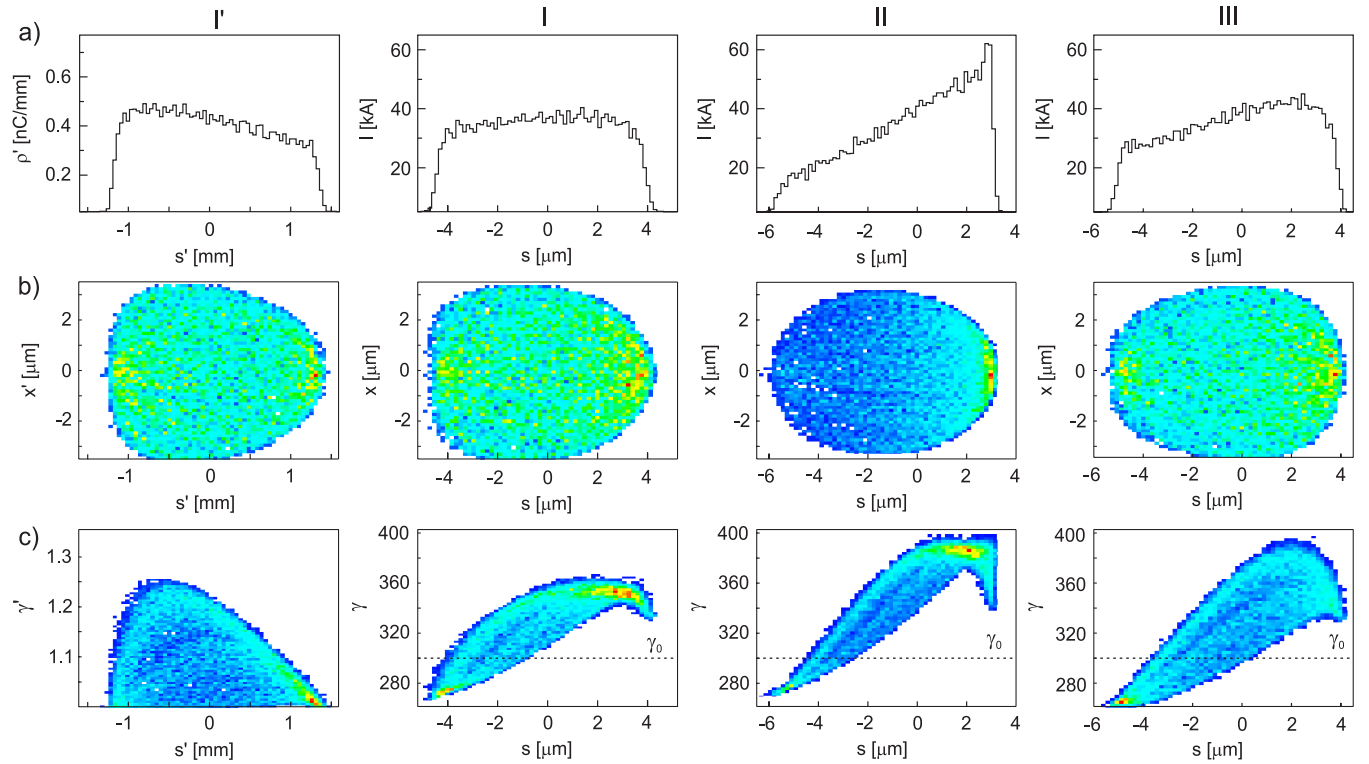 I' I II III
a)
ρ' [nC/mm] 0.6 0.4 0.2
-1 0 1
s' [mm]
I [kA] 60 40 20
-4 -2 0 2 4
s [μm]
I [kA] 60 40 20
-6 -4 -2 0 2 4
s [μm]
I [kA] 60 40 20
-6 -4 -2 0 2 4
s [μm]
b)
x' [μm] 2 0 -2
-1 0 1
s' [mm]
x [μm] 2 0 -2
-4 -2 0 2 4
s [μm]
x [μm] 2 0 -2
-6 -4 -2 0 2 4
s [μm]
x [μm] 2 0 -2
-6 -4 -2 0 2 4
s [μm]
c)
γ' 1.3 1.2 1.1
-1 0 1
s' [mm]
γ 400 360 320 280
γ₀
-4 -2 0 2 4
s [μm]
γ 400 360 320 280
γ₀
-6 -4 -2 0 2 4
s [μm]
γ 400 360 320 280
γ₀
-6 -4 -2 0 2 4
s [μm]